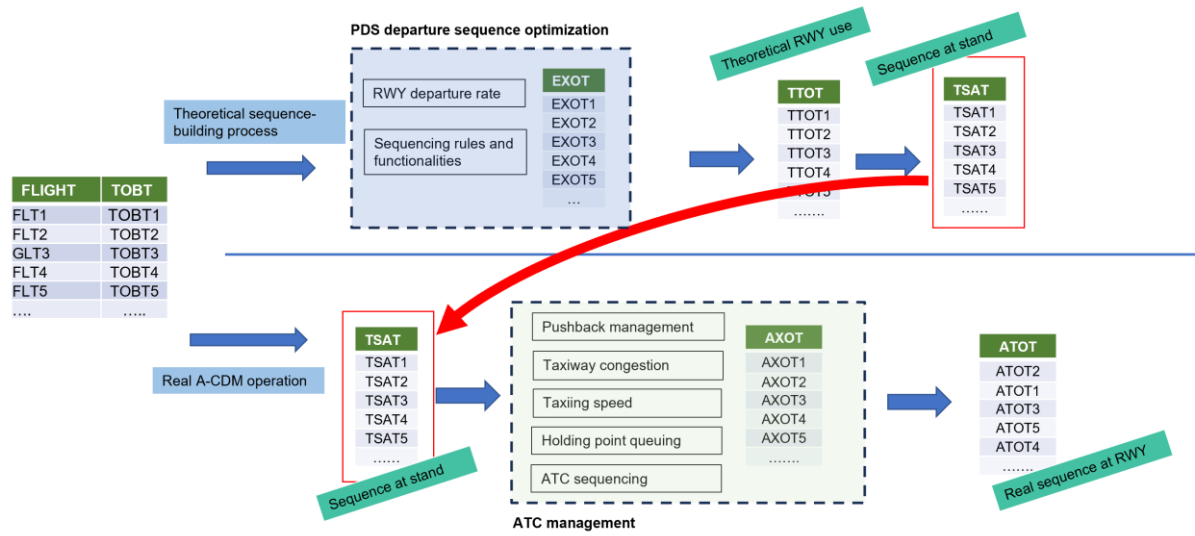 PDS departure sequence optimization
Theoretical RWY use
Sequence at stand
Theoretical sequence-
building process
RWY departure rate
Sequencing rules and
functionalities
EXOT
EXOT1
EXOT2
EXOT3
EXOT4
EXOT5
...
TTOT
TTOT1
TTOT2
TTOT3
TTOT4
TTOT5
.......
TSAT
TSAT1
TSAT2
TSAT3
TSAT4
TSAT5
......
FLIGHT TOBT
FLT1 TOBT1
FLT2 TOBT2
GLT3 TOBT3
FLT4 TOBT4
FLT5 TOBT5
.... .....
Real A-CDM operation
TSAT
TSAT1
TSAT2
TSAT3
TSAT4
TSAT5
......
Sequence at stand
Pushback management
Taxiway congestion
Taxiing speed
Holding point queuing
ATC sequencing
AXOT
AXOT1
AXOT2
AXOT3
AXOT4
AXOT5
.......
ATC management
ATOT
ATOT2
ATOT1
ATOT3
ATOT5
ATOT4
.......
Real sequence at RWY